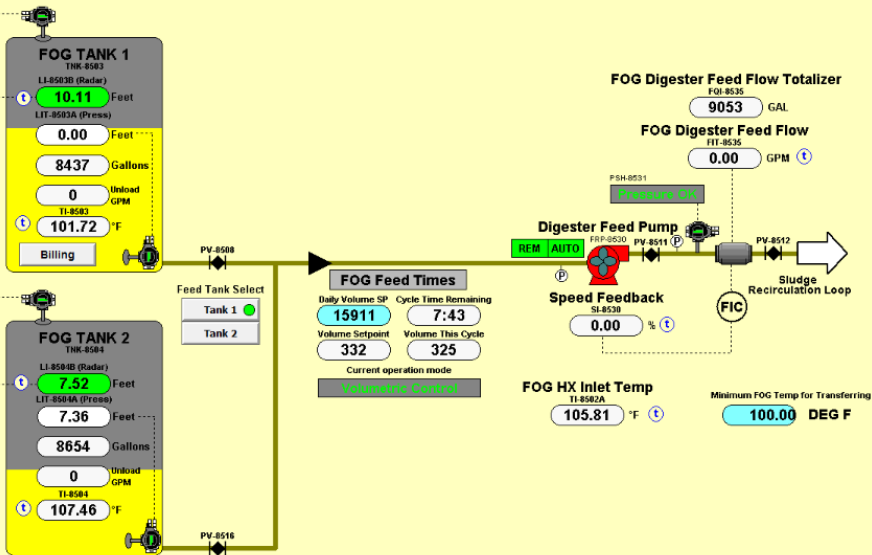 FOG TANK 1
TNK-8503
LI-8503B (Radar)
t 10.11 Feet
LIT-8503A (Press)
0.00 Feet
8437 Gallons
0 Unload GPM
TI-8503
t 101.72 °F
Billing
PV-8508
Feed Tank Select
Tank 1
Tank 2
FOG TANK 2
TNK-8504
LI-8504B (Radar)
t 7.52 Feet
LIT-8504A (Press)
7.36 Feet
8654 Gallons
0 Unload GPM
TI-8504
t 107.46 °F
PV-8516
FOG Feed Times
Daily Volume SP Cycle Time Remaining
15911 7:43
Volume Setpoint Volume This Cycle
332 325
Current operation mode
Volumetric Control
FOG Digester Feed Flow Totalizer
FQI-8535
9053 GAL
FOG Digester Feed Flow
FIT-8535
0.00 GPM t
PSH-8531
Pressure OK
Digester Feed Pump
REM AUTO FRP-8530 PV-8511 P PV-8512
P
Sludge
Recirculation Loop
Speed Feedback
SI-8530
0.00 % t
FIC
FOG HX Inlet Temp
TI-8502A
105.81 °F t
Minimum FOG Temp for Transferring
100.00 DEG F